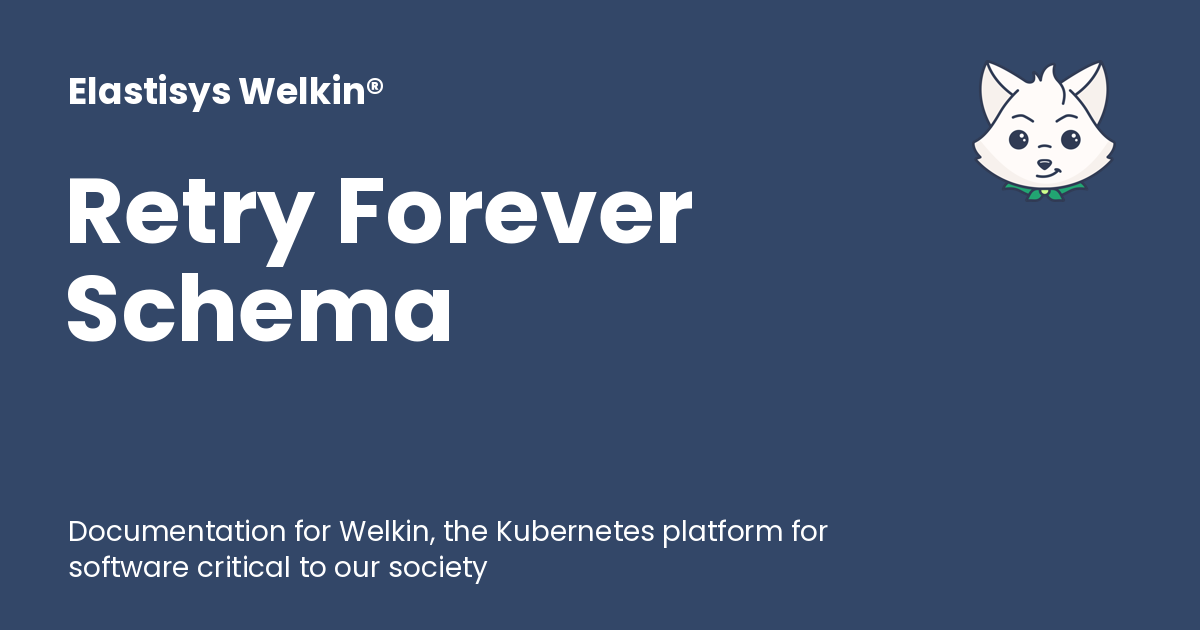 Elastisys Welkin®
Retry Forever
Schema
Documentation for Welkin, the Kubernetes platform for
software critical to our society